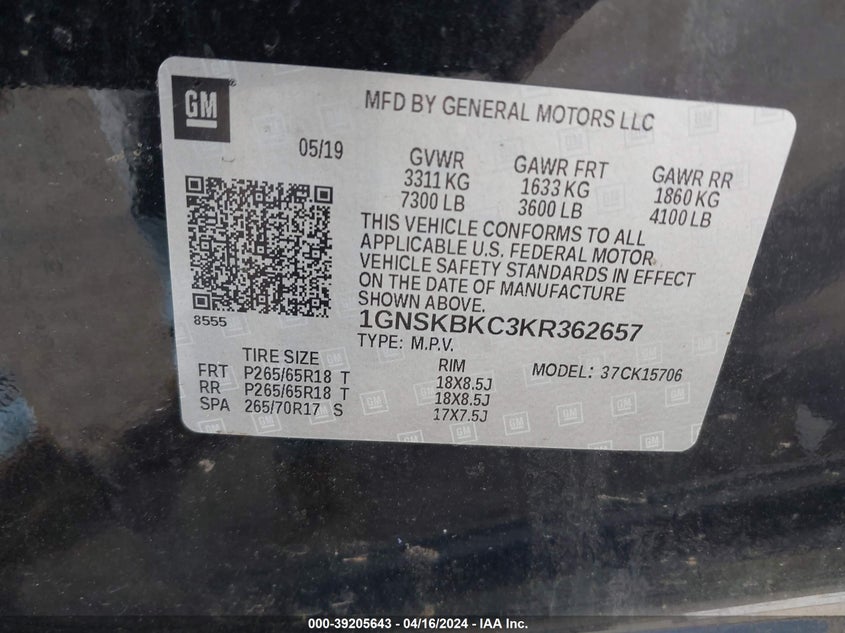 GM
MFD BY GENERAL MOTORS LLC
05/19
GVWR GAWR FRT GAWR RR
3311 KG 1633 KG 1860 KG
7300 LB 3600 LB 4100 LB
THIS VEHICLE CONFORMS TO ALL
APPLICABLE U.S. FEDERAL MOTOR
VEHICLE SAFETY STANDARDS IN EFFECT
ON THE DATE OF MANUFACTURE
SHOWN ABOVE.
8555
1GNSKBKC3KR362657
TYPE: M.P.V.
TIRE SIZE RIM MODEL: 37CK15706
FRT P265/65R18 T 18X8.5J
RR P265/65R18 T 18X8.5J
SPA 265/70R17 S 17X7.5J
000-39205643 - 04/16/2024 - IAA Inc.